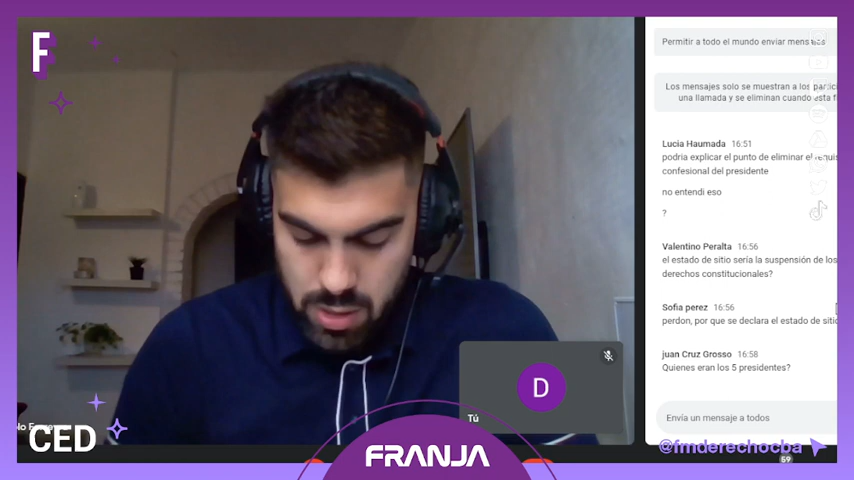 F
Permitir a todo el mundo enviar mensajes
Los mensajes solo se muestran a los
una llamada y se eliminan cuando esta
Lucia Haumada 16:51
podria explicar el punto de eliminar el
confesional del presidente
no entendi eso
?
Valentino Peralta 16:56
el estado de sitio sería la suspensión de los
derechos constitucionales?
Sofia perez 16:56
perdon, por que se declara el estado de
juan Cruz Grosso 16:58
Quienes eran los 5 presidentes?
D
Tú
Envía un mensaje a todos
CED
FRANJA
@fmderechocba
59